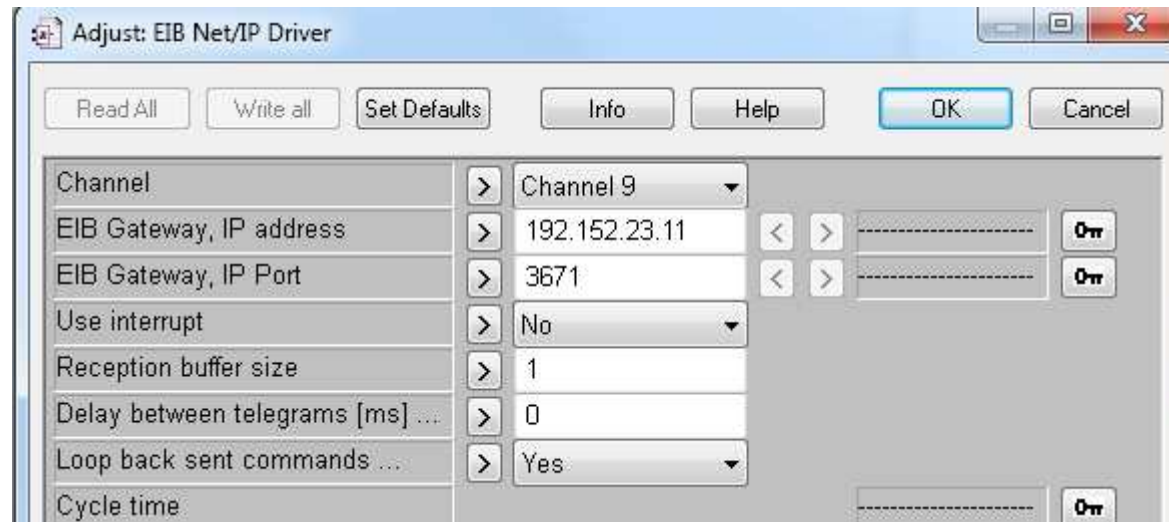 Adjust: EIB Net/IP Driver
Read All Write all Set Defaults Info Help OK Cancel
Channel > Channel 9
EIB Gateway, IP address > 192.152.23.11 < > --------------------
EIB Gateway, IP Port > 3671 < > --------------------
Use interrupt > No
Reception buffer size > 1
Delay between telegrams [ms] ... > 0
Loop back sent commands ... > Yes
Cycle time --------------------